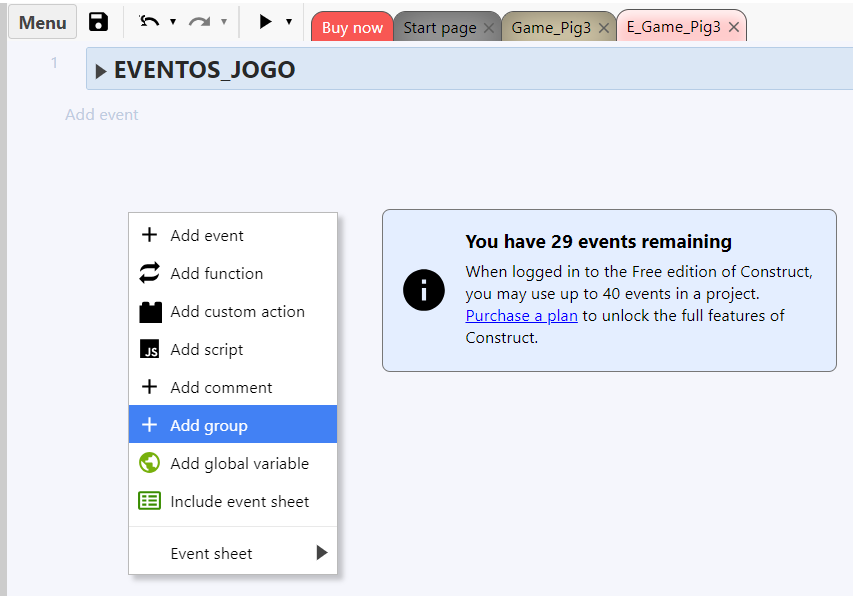 Menu
Buy now
Start page
Game_Pig3
E_Game_Pig3
1
EVENTOS_JOGO
Add event
Add event
Add function
Add custom action
JS Add script
Add comment
Add group
Add global variable
Include event sheet
Event sheet
You have 29 events remaining
When logged in to the Free edition of Construct,
you may use up to 40 events in a project.
Purchase a plan to unlock the full features of
Construct.